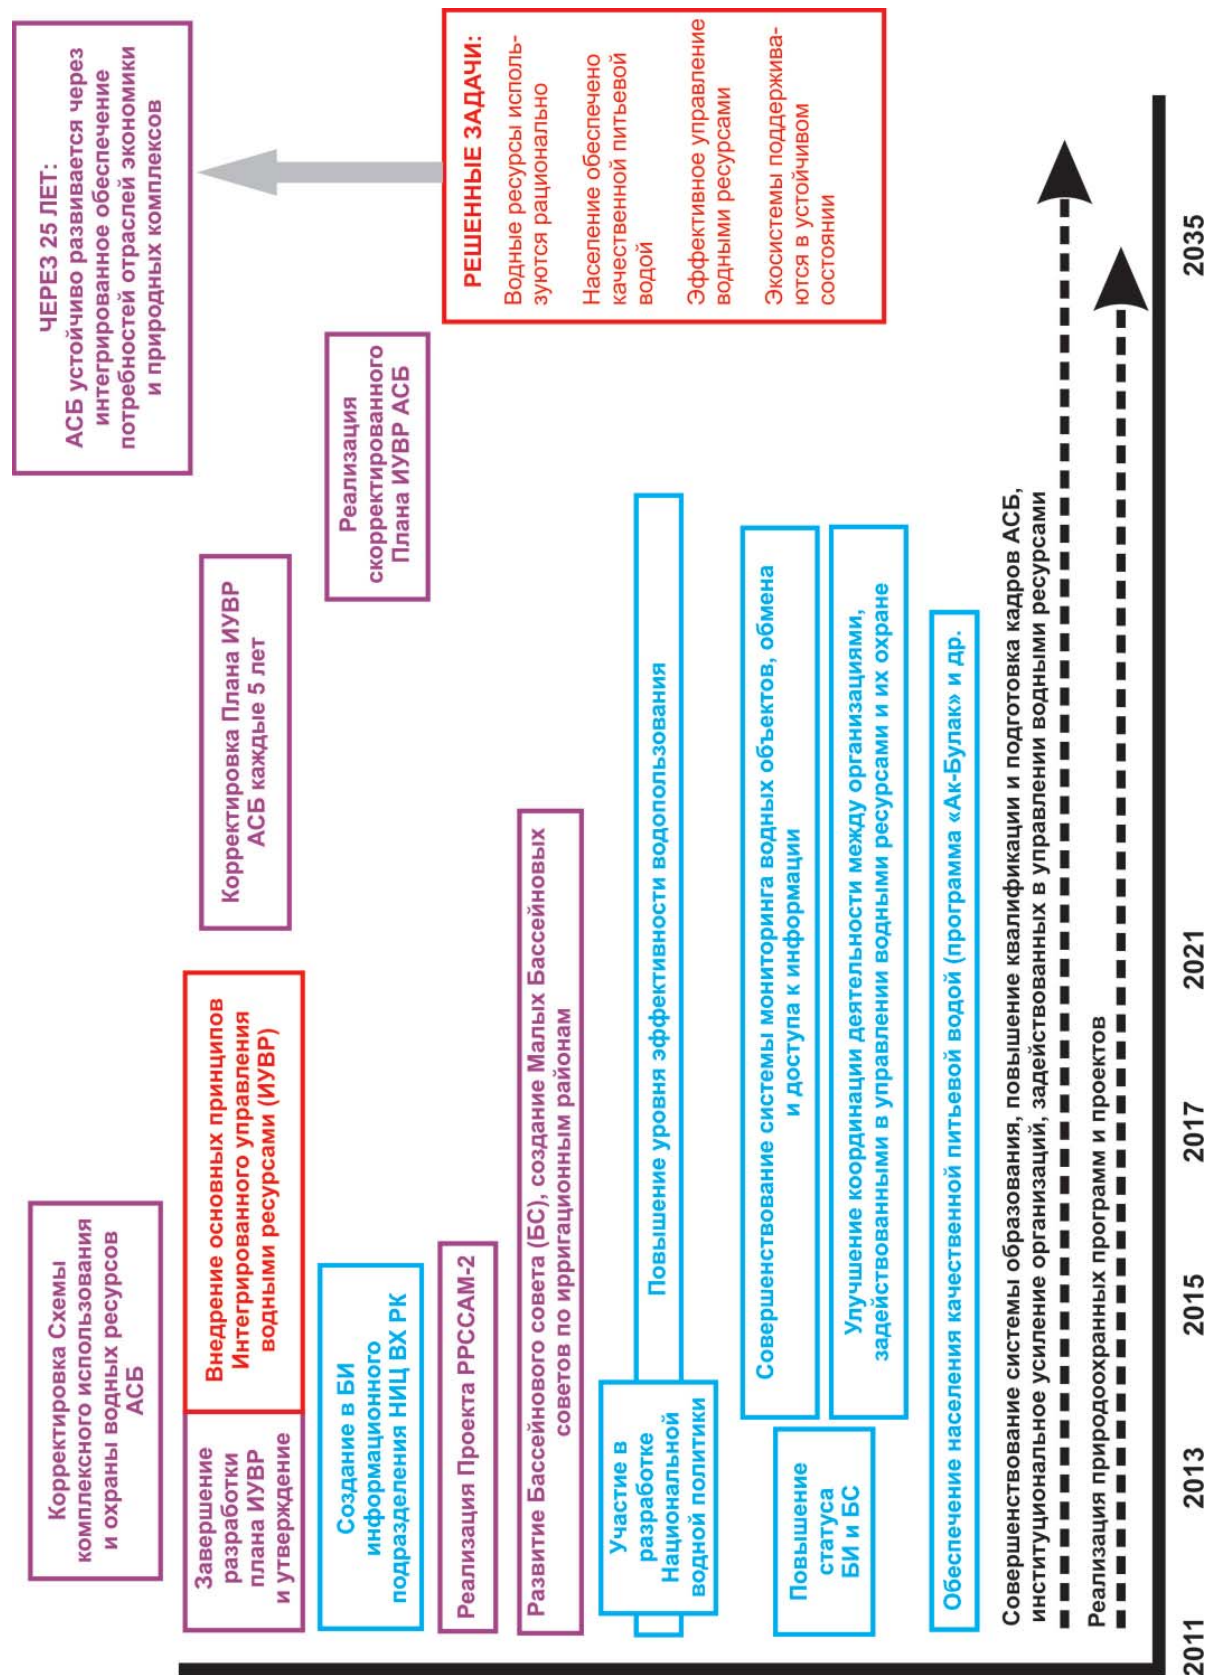 ЧЕРЕЗ 25 ЛЕТ:
АСБ устойчиво развивается через
интегрированное обеспечение
потребностей отраслей экономики
и природных комплексов
РЕШЕННЫЕ ЗАДАЧИ:
Водные ресурсы исполь-
зуются рационально
Население обеспечено
качественной питьевой
водой
Эффективное управление
водными ресурсами
Экосистемы поддержива-
ются в устойчивом
состоянии
Корректировка Схемы
комплексного использования
и охраны водных ресурсов
АСБ
Завершение
разработки
плана ИУВР
и утверждение
Внедрение основных принципов
Интегрированного управления
водными ресурсами (ИУВР)
Корректировка Плана ИУВР
АСБ каждые 5 лет
Реализация
скорректированного
Плана ИУВР АСБ
Создание в БИ
информационного
подразделения НИЦ ВХ РК
Реализация Проекта РРССАМ-2
Развитие Бассейнового совета (БС), создание Малых Бассейновых
советов по ирригационным районам
Участие в
разработке
Национальной
водной политики
Повышение уровня эффективности водопользования
Повышение
статуса
БИ и БС
Совершенствование системы мониторинга водных объектов, обмена
и доступа к информации
Улучшение координации деятельности между организациями,
задействованными в управлении водными ресурсами и их охране
Обеспечение населения качественной питьевой водой (программа «Ак-Булак» и др.
Совершенствование системы образования, повышение квалификации и подготовка кадров АСБ,
институциональное усиление организаций, задействованных в управлении водными ресурсами
Реализация природоохранных программ и проектов
2011
2013
2015
2017
2021
2035